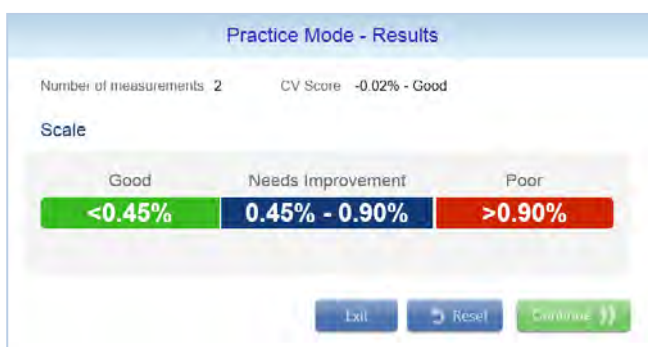 Practice Mode - Results
Number of measurements 2 CV Score -0.02% - Good
Scale
Good Needs Improvement Poor
<0.45% 0.45% - 0.90% >0.90%
Exit Reset Continue